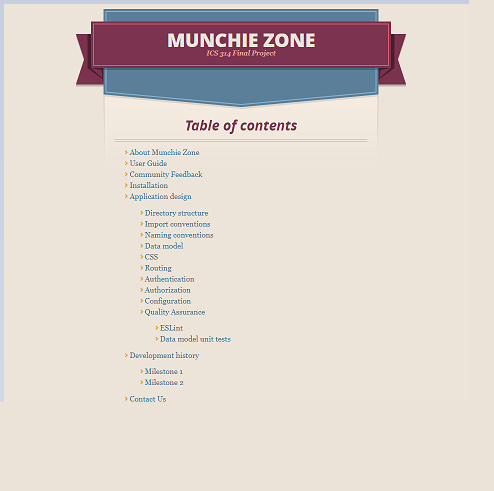 MUNCHIE ZONE
ICS 314 Final Project
Table of contents
About Munchie Zone
User Guide
Community Feedback
Installation
Application design
Directory structure
Import conventions
Naming conventions
Data model
CSS
Routing
Authentication
Authorization
Configuration
Quality Assurance
ESLint
Data model unit tests
Development history
Milestone 1
Milestone 2
Contact Us